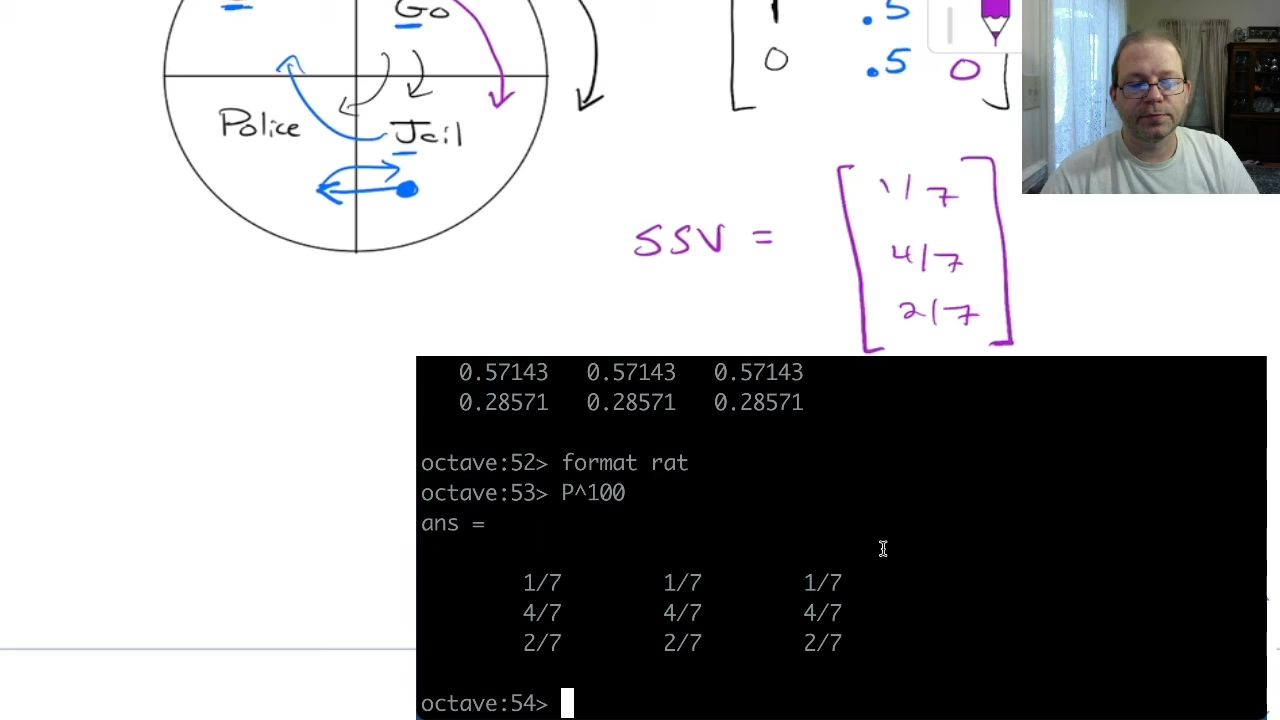 Go
Police
Jail
1 .5
0 .5 0
SSV =
1/7
4/7
2/7
0.57143 0.57143 0.57143
0.28571 0.28571 0.28571
octave:52> format rat
octave:53> P^100
ans =
1/7 1/7 1/7
4/7 4/7 4/7
2/7 2/7 2/7
octave:54>